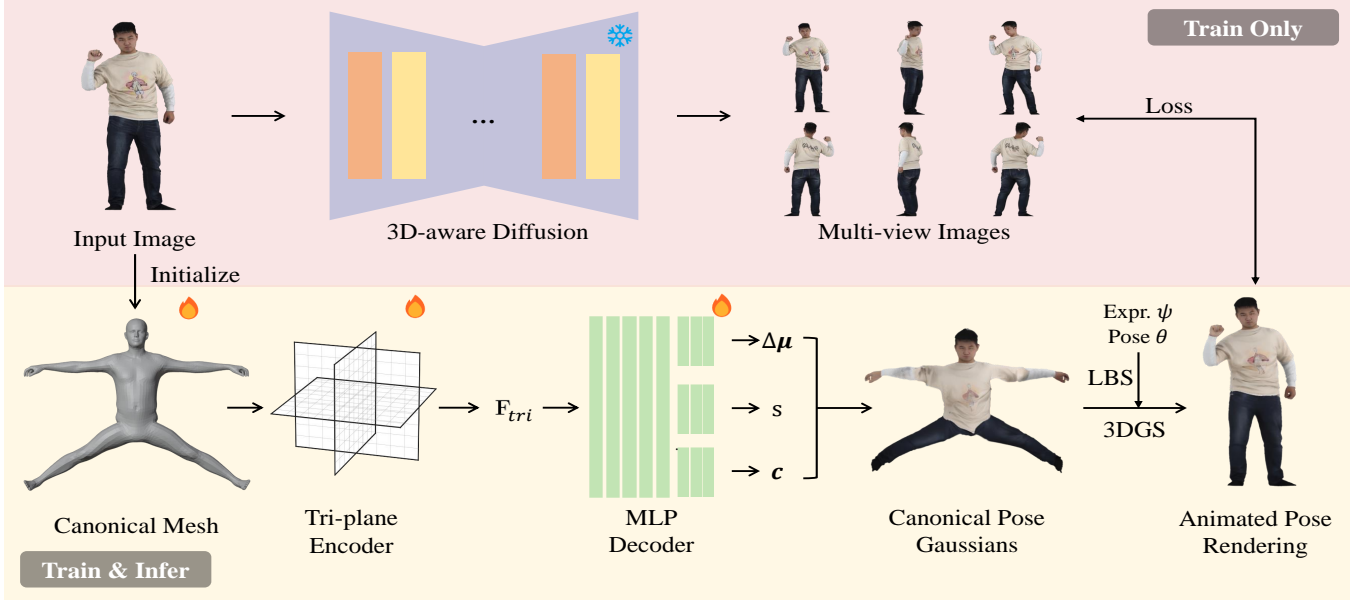 Train Only
Loss
...
Input Image
3D-aware Diffusion
Multi-view Images
Initialize
Expr. ψ
Pose θ
LBS
3DGS
F_tri
Δμ
s
c
Canonical Mesh
Tri-plane
Encoder
MLP
Decoder
Canonical Pose
Gaussians
Animated Pose
Rendering
Train & Infer